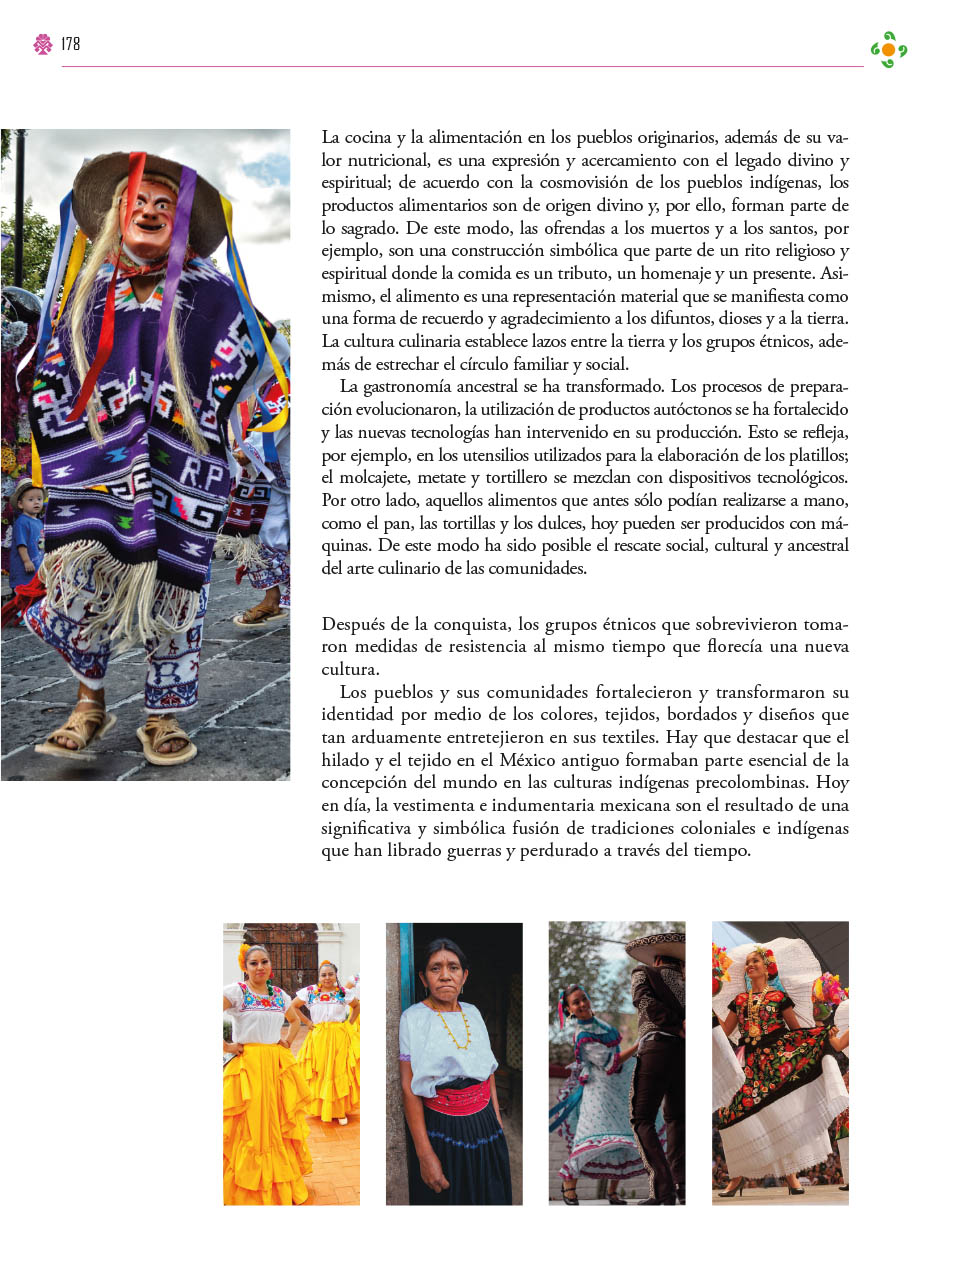 178
La cocina y la alimentación en los pueblos originarios, además de su va-
lor nutricional, es una expresión y acercamiento con el legado divino y
espiritual; de acuerdo con la cosmovisión de los pueblos indígenas, los
productos alimentarios son de origen divino y, por ello, forman parte de
lo sagrado. De este modo, las ofrendas a los muertos y a los santos, por
ejemplo, son una construcción simbólica que parte de un rito religioso y
espiritual donde la comida es un tributo, un homenaje y un presente. Asi-
mismo, el alimento es una representación material que se manifiesta como
una forma de recuerdo y agradecimiento a los difuntos, dioses y a la tierra.
La cultura culinaria establece lazos entre la tierra y los grupos étnicos, ade-
más de estrechar el círculo familiar y social.
La gastronomía ancestral se ha transformado. Los procesos de prepara-
ción evolucionaron, la utilización de productos autóctonos se ha fortalecido
y las nuevas tecnologías han intervenido en su producción. Esto se refleja,
por ejemplo, en los utensilios utilizados para la elaboración de los platillos;
el molcajete, metate y tortillero se mezclan con dispositivos tecnológicos.
Por otro lado, aquellos alimentos que antes sólo podían realizarse a mano,
como el pan, las tortillas y los dulces, hoy pueden ser producidos con má-
quinas. De este modo ha sido posible el rescate social, cultural y ancestral
del arte culinario de las comunidades.
Después de la conquista, los grupos étnicos que sobrevivieron toma-
ron medidas de resistencia al mismo tiempo que florecía una nueva
cultura.
Los pueblos y sus comunidades fortalecieron y transformaron su
identidad por medio de los colores, tejidos, bordados y diseños que
tan arduamente entretejieron en sus textiles. Hay que destacar que el
hilado y el tejido en el México antiguo formaban parte esencial de la
concepción del mundo en las culturas indígenas precolombinas. Hoy
en día, la vestimenta e indumentaria mexicana son el resultado de una
significativa y simbólica fusión de tradiciones coloniales e indígenas
que han librado guerras y perdurado a través del tiempo.
R.P